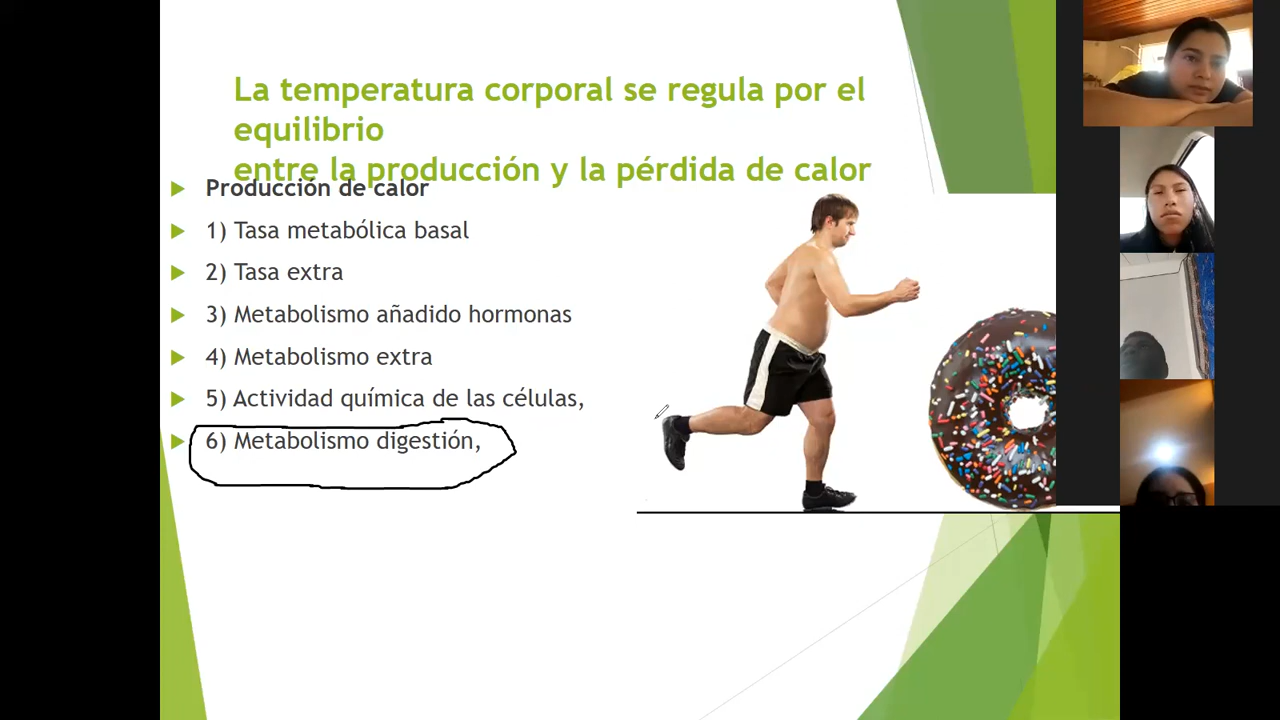 La temperatura corporal se regula por el
equilibrio
entre la producción y la pérdida de calor
Producción de calor
1) Tasa metabólica basal
2) Tasa extra
3) Metabolismo añadido hormonas
4) Metabolismo extra
5) Actividad química de las células,
6) Metabolismo digestión,